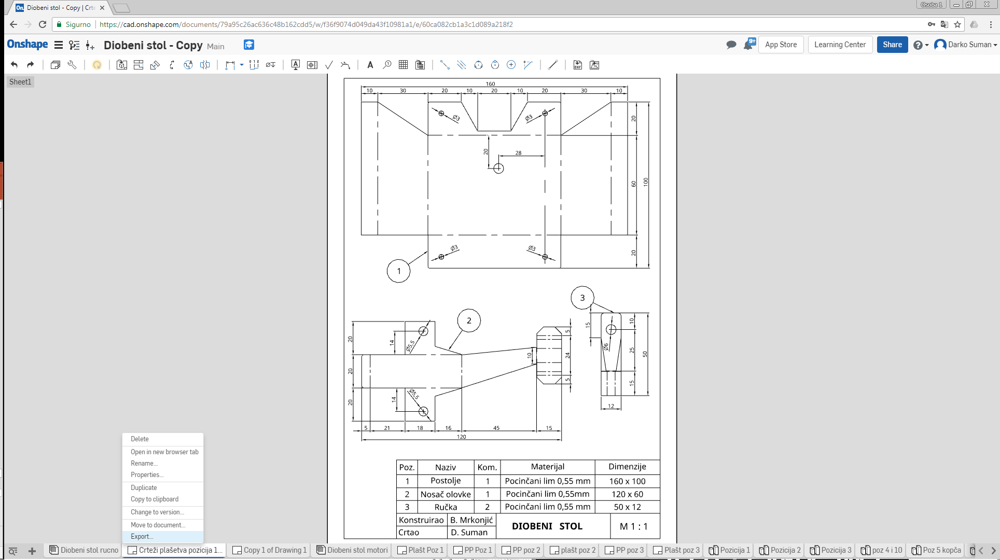 Diobeni stol - Copy | Crte
Osoba 1
Sigurno https://cad.onshape.com/documents/79a95c26ac636c48b162cdd5/w/f36f9074d049da43f10981a1/e/60ca082cb1a3c1d089a218f2
Onshape Diobeni stol - Copy Main 9+ App Store Learning Center Share Darko Suman
Sheet1
160
10 30 20 10 20 10 20 30 10
Ø3 Ø3 20
20 28
60 100
Ø3 Ø3 20
1
3
2
20 14 Ø5,5
5 15 10
10 24 Ø6 25 50
20
5 15
20 14 Ø5,5
12
5 21 18 16 45 15
120
Poz. Naziv Kom. Materijal Dimenzije
1 Postolje 1 Pocinčani lim 0,55 mm 160 x 100
2 Nosač olovke 1 Pocinčani lim 0,55mm 120 x 60
3 Ručka 2 Pocinčani lim 0,55 mm 50 x 12
Konstruirao B. Mrkonjić DIOBENI STOL M 1 : 1
Crtao D. Suman
Delete
Open in new browser tab
Rename...
Properties...
Duplicate
Copy to clipboard
Change to version...
Move to document...
Export...
Diobeni stol rucno Crteži plašetva pozicija 1... Copy 1 of Drawing 1 Diobeni stol motori Plašt Poz 1 PP Poz 1 PP poz 2 plašt poz 2 PP poz 3 Plašt poz 3 Pozicija 1 Pozicija 2 Pozicija 3 poz 4 i 10 Poz 5 kopča